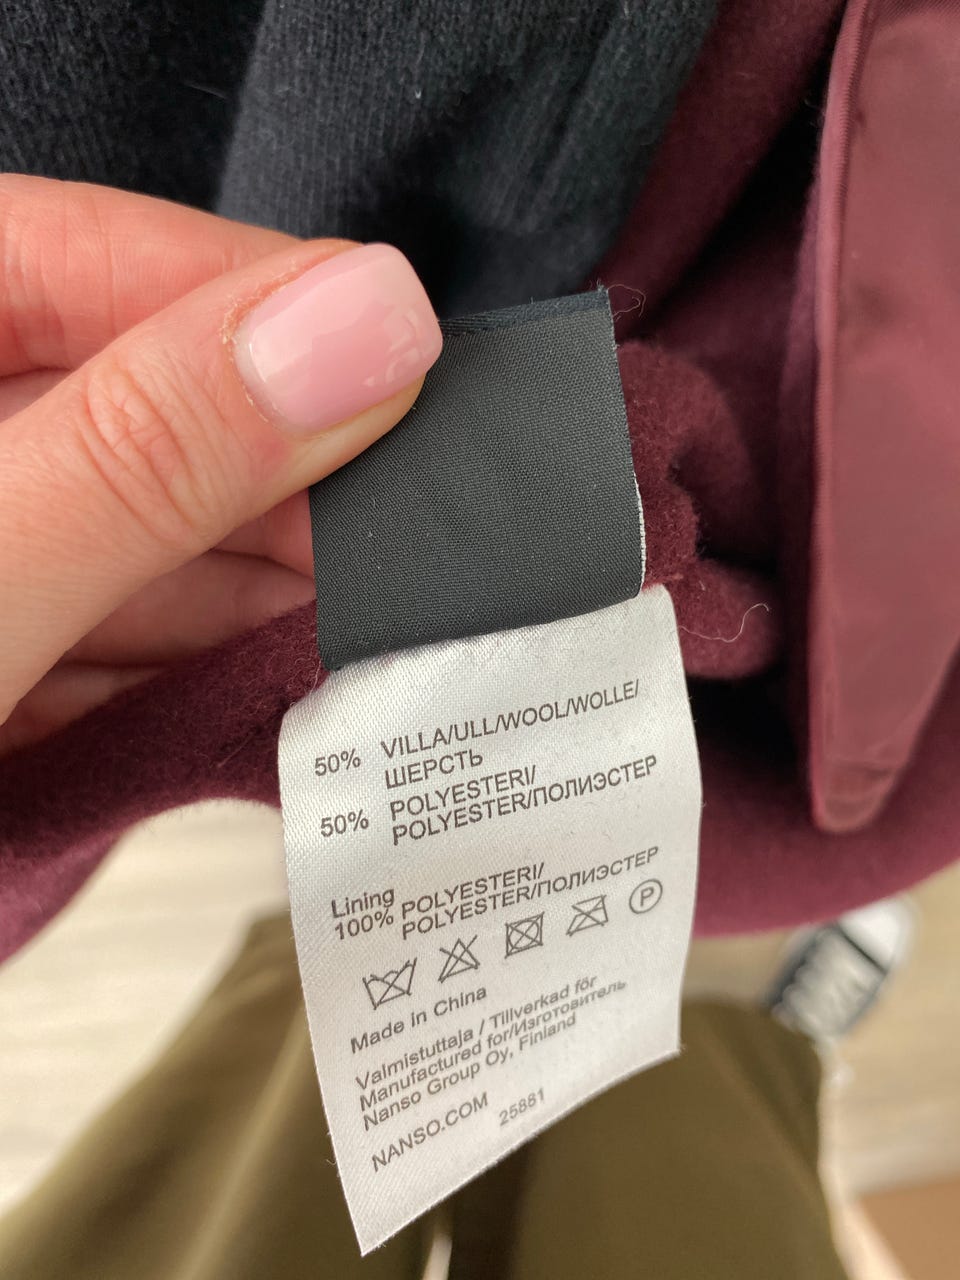 50% VILLA/ULL/WOOL/WOLLE/
ШЕРСТЬ
50% POLYESTERI/
POLYESTER/ПОЛИЭСТЕР
Lining POLYESTERI/
100% POLYESTER/ПОЛИЭСТЕР
P
Made in China
Valmistuttaja / Tillverkad för
Manufactured for/Изготовитель
Nanso Group Oy, Finland
NANSO.COM 25881